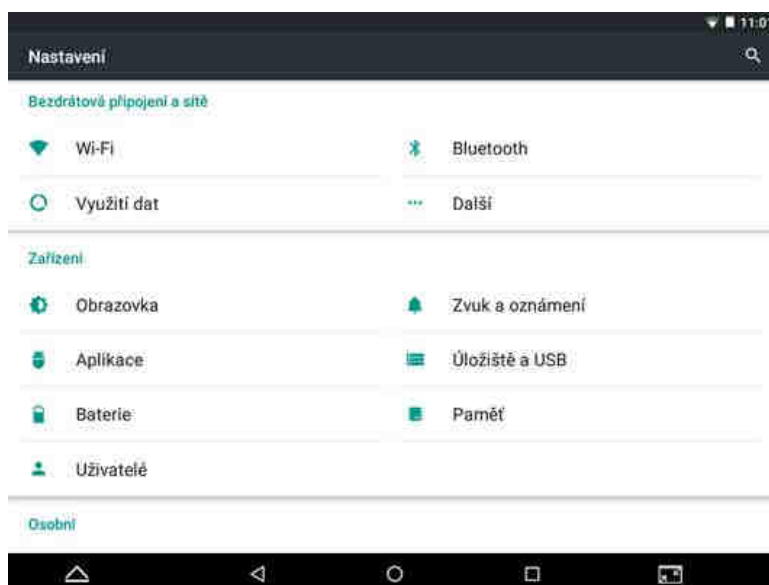 11:01
Nastavení
Bezdrátová připojení a sítě
Wi-Fi
Bluetooth
Využití dat
Další
Zařízení
Obrazovka
Zvuk a oznámení
Aplikace
Úložiště a USB
Baterie
Paměť
Uživatelé
Osobní